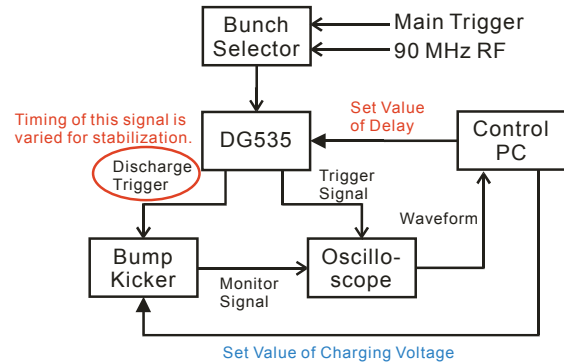 Bunch
Selector
Main Trigger
90 MHz RF
Timing of this signal is
varied for stabilization.
Set Value
of Delay
DG535
Control
PC
Discharge
Trigger
Trigger
Signal
Waveform
Bump
Kicker
Monitor
Signal
Oscillo-
scope
Set Value of Charging Voltage